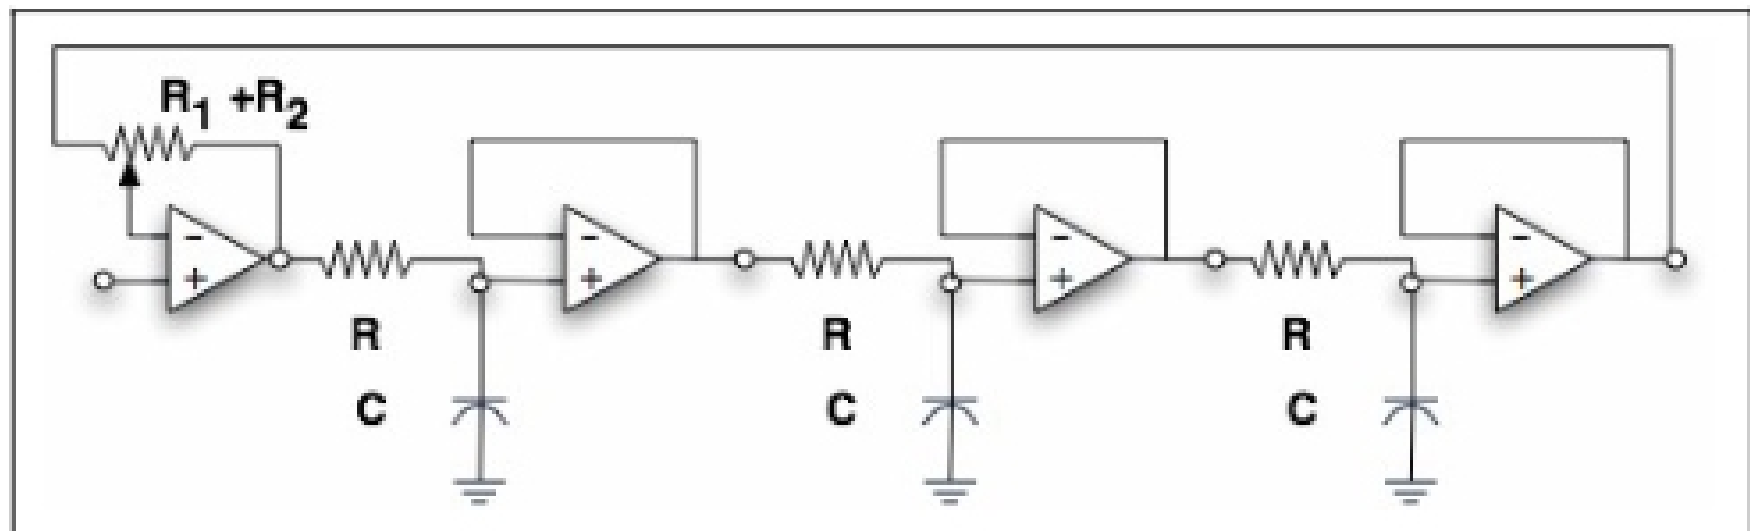 R1 +R2
- + - + - + - +
R R R
C C C